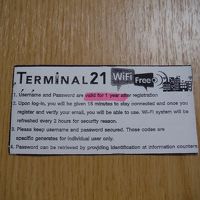 TERMINAL 21 WiFi Free
1. Username and Password are valid for 1 year after registration
2. Upon log-in, you will be given 15 minutes to stay connected and once you
register and verify your email, you will be able to use. Wi-Fi system will be
refreshed every 2 hours for security reason.
3. Please keep username and password secured. Those codes are
specific generates for individual user only.
4. Password can be retrieved by providing identification at information counters